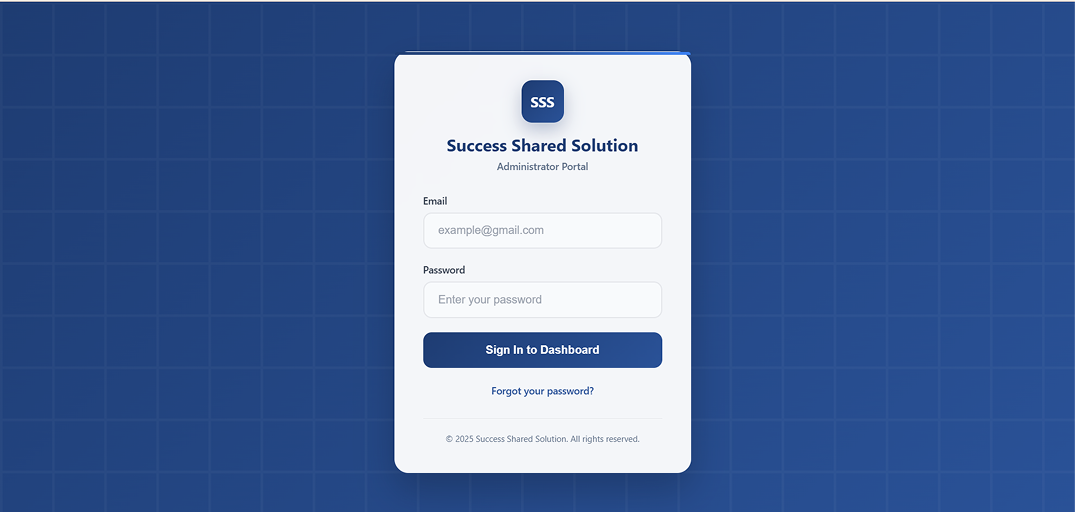 SSS
Success Shared Solution
Administrator Portal
Email
example@gmail.com
Password
Enter your password
Sign In to Dashboard
Forgot your password?
© 2025 Success Shared Solution. All rights reserved.